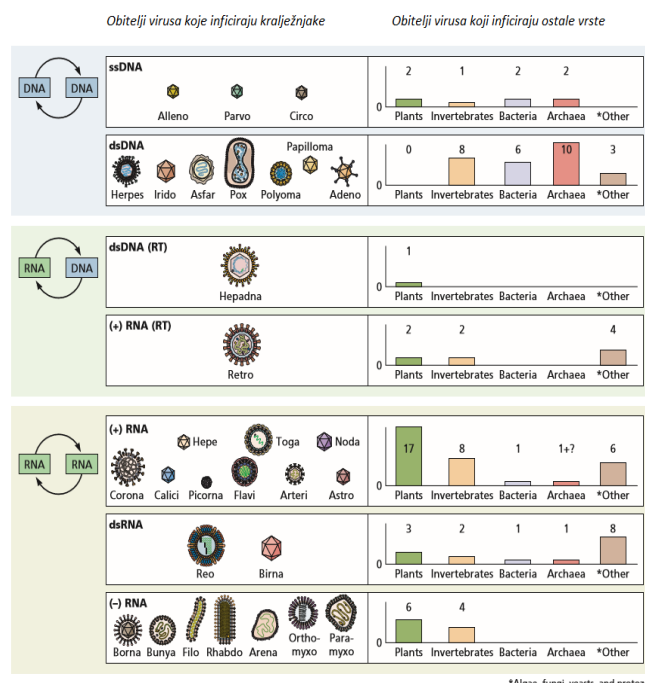 Obitelji virusa koje inficiraju kralježnjake
Obitelji virusa koji inficiraju ostale vrste
DNA DNA
ssDNA
Alleno Parvo Circo
2 1 2 2
0
Plants Invertebrates Bacteria Archaea *Other
dsDNA
Papilloma
Herpes Irido Asfar Pox Polyoma Adeno
0 8 6 10 3
0
Plants Invertebrates Bacteria Archaea *Other
RNA DNA
dsDNA (RT)
Hepadna
1
0
Plants Invertebrates Bacteria Archaea *Other
(+) RNA (RT)
Retro
2 2 4
0
Plants Invertebrates Bacteria Archaea *Other
RNA RNA
(+) RNA
Hepe Toga Noda
Corona Calici Picorna Flavi Arteri Astro
17 8 1 1+? 6
0
Plants Invertebrates Bacteria Archaea *Other
dsRNA
Reo Birna
3 2 1 1 8
0
Plants Invertebrates Bacteria Archaea *Other
(–) RNA
Borna Bunya Filo Rhabdo Arena Ortho-
myxo
Para-
myxo
6 4
0
Plants Invertebrates Bacteria Archaea *Other
*Algae, fungi, yeasts, and